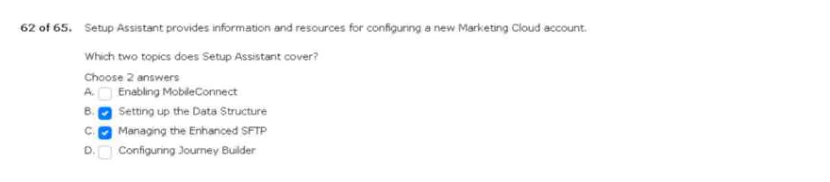 62 of 65. Setup Assistant provides information and resources for configuring a new Marketing Cloud account.
Which two topics does Setup Assistant cover?
Choose 2 answers
A. Enabling MobileConnect
B. Setting up the Data Structure
C. Managing the Enhanced SFTP
D. Configuring Journey Builder